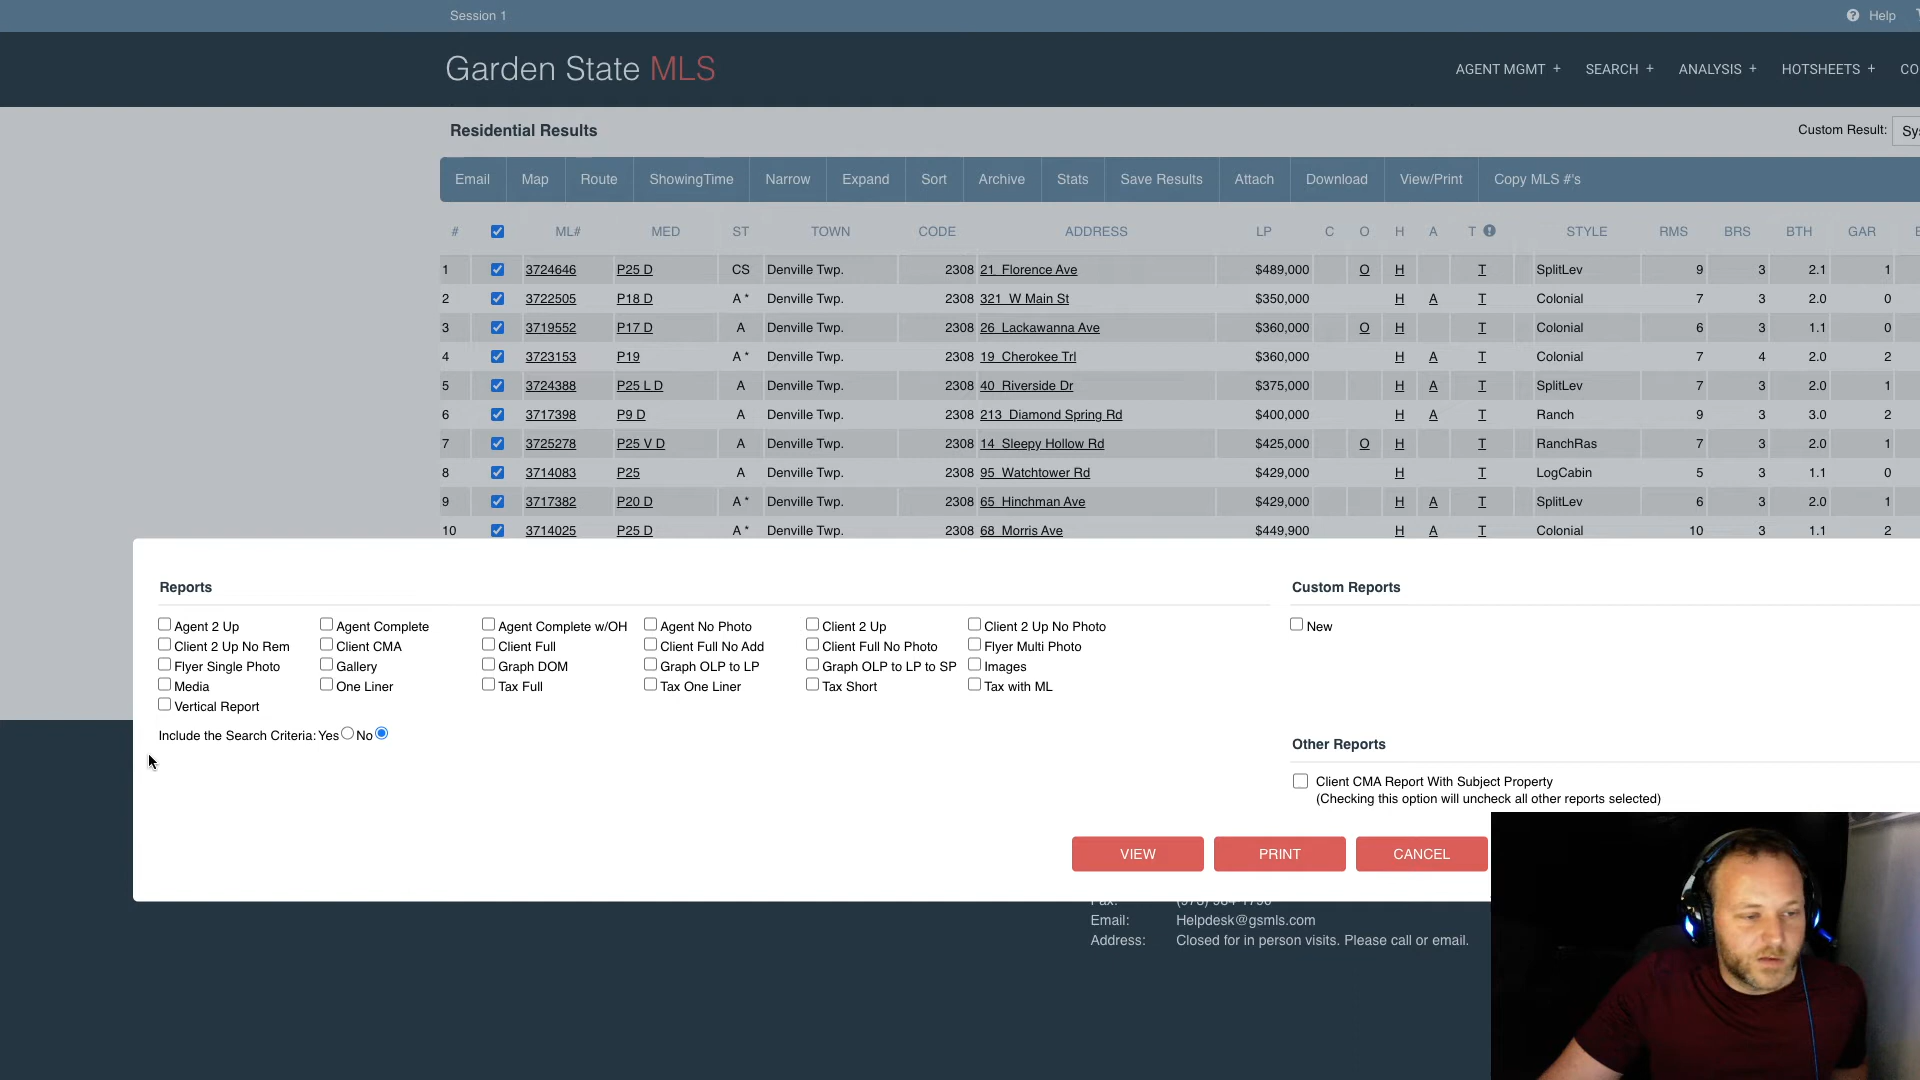 Session 1
Help
Garden State MLS
AGENT MGMT +
SEARCH +
ANALYSIS +
HOTSHEETS +
CO
Residential Results
Custom Result:
Sys
Email Map Route ShowingTime Narrow Expand Sort Archive Stats Save Results Attach Download View/Print Copy MLS #'s
# ML# MED ST TOWN CODE ADDRESS LP C O H A T STYLE RMS BRS BTH GAR
1 3724646 P25 D CS Denville Twp. 2308 21 Florence Ave $489,000 O H T SplitLev 9 3 2.1 1
2 3722505 P18 D A * Denville Twp. 2308 321 W Main St $350,000 H A T Colonial 7 3 2.0 0
3 3719552 P17 D A Denville Twp. 2308 26 Lackawanna Ave $360,000 O H T Colonial 6 3 1.1 0
4 3723153 P19 A * Denville Twp. 2308 19 Cherokee Trl $360,000 H A T Colonial 7 4 2.0 2
5 3724388 P25 L D A Denville Twp. 2308 40 Riverside Dr $375,000 H A T SplitLev 7 3 2.0 1
6 3717398 P9 D A Denville Twp. 2308 213 Diamond Spring Rd $400,000 H A T Ranch 9 3 3.0 2
7 3725278 P25 V D A Denville Twp. 2308 14 Sleepy Hollow Rd $425,000 O H T RanchRas 7 3 2.0 1
8 3714083 P25 A Denville Twp. 2308 95 Watchtower Rd $429,000 H T LogCabin 5 3 1.1 0
9 3717382 P20 D A * Denville Twp. 2308 65 Hinchman Ave $429,000 H A T SplitLev 6 3 2.0 1
10 3714025 P25 D A * Denville Twp. 2308 68 Morris Ave $449,900 H A T Colonial 10 3 1.1 2
Reports
Agent 2 Up Agent Complete Agent Complete w/OH Agent No Photo Client 2 Up Client 2 Up No Photo
Client 2 Up No Rem Client CMA Client Full Client Full No Add Client Full No Photo Flyer Multi Photo
Flyer Single Photo Gallery Graph DOM Graph OLP to LP Graph OLP to LP to SP Images
Media One Liner Tax Full Tax One Liner Tax Short Tax with ML
Vertical Report
Include the Search Criteria: Yes No
Custom Reports
New
Other Reports
Client CMA Report With Subject Property
(Checking this option will uncheck all other reports selected)
VIEW PRINT CANCEL
Email: Helpdesk@gsmls.com
Address: Closed for in person visits. Please call or email.